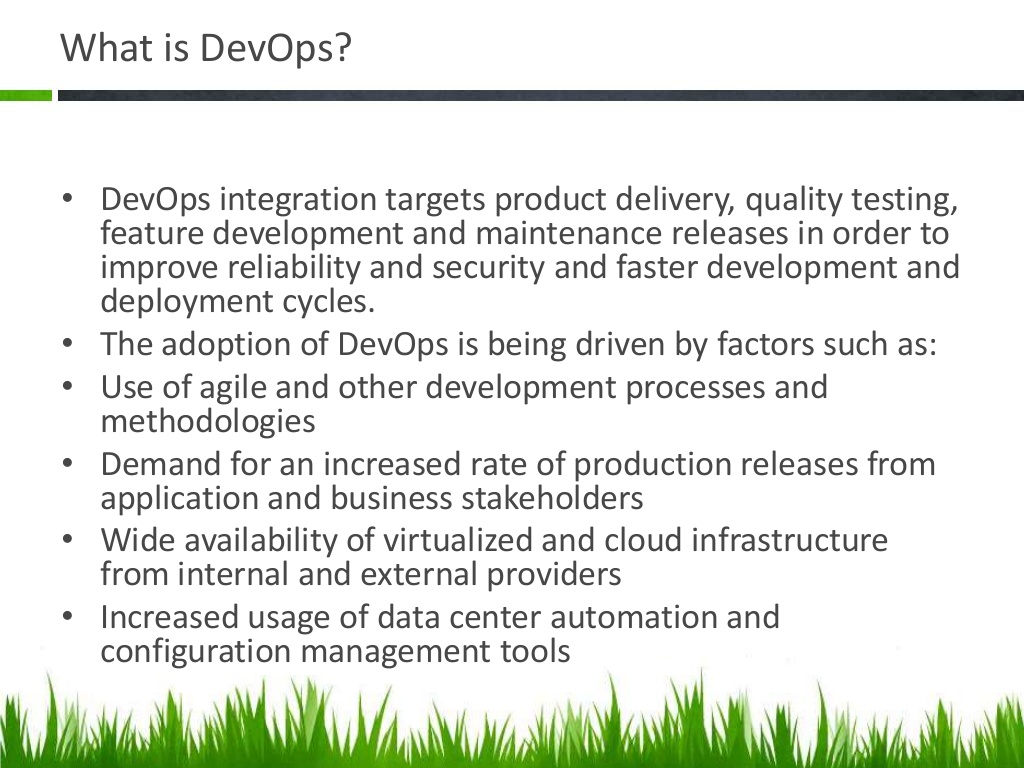 What is DevOps?
• DevOps integration targets product delivery, quality testing,
feature development and maintenance releases in order to
improve reliability and security and faster development and
deployment cycles.
• The adoption of DevOps is being driven by factors such as:
• Use of agile and other development processes and
methodologies
• Demand for an increased rate of production releases from
application and business stakeholders
• Wide availability of virtualized and cloud infrastructure
from internal and external providers
• Increased usage of data center automation and
configuration management tools